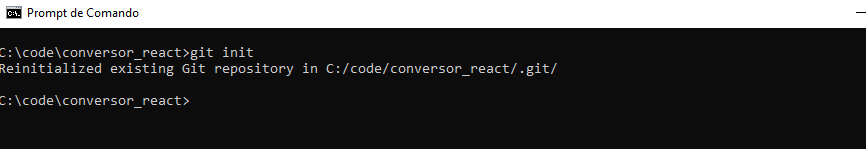 Prompt de Comando
C:\code\conversor_react>git init
Reinitialized existing Git repository in C:/code/conversor_react/.git/
C:\code\conversor_react>